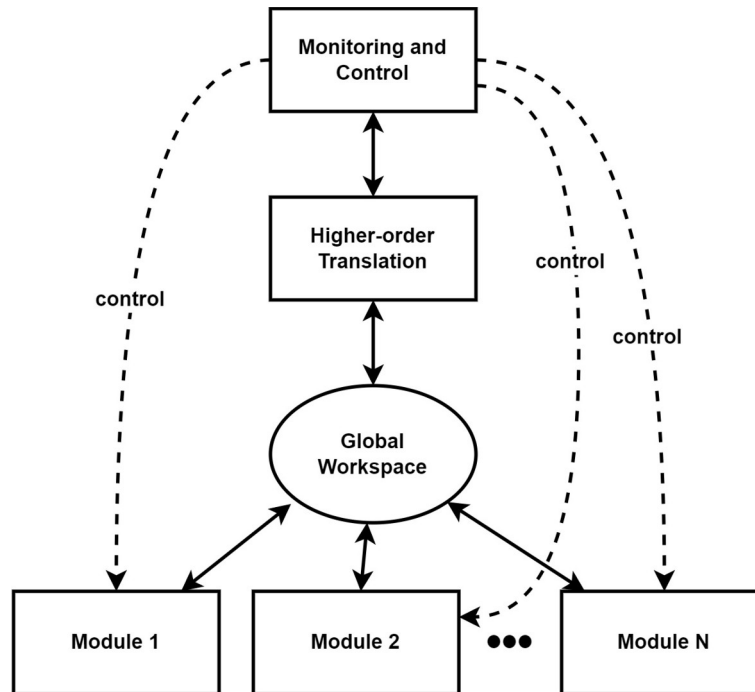 Monitoring and
Control
Higher-order
Translation
control
control
control
Global
Workspace
Module 1
Module 2
Module N